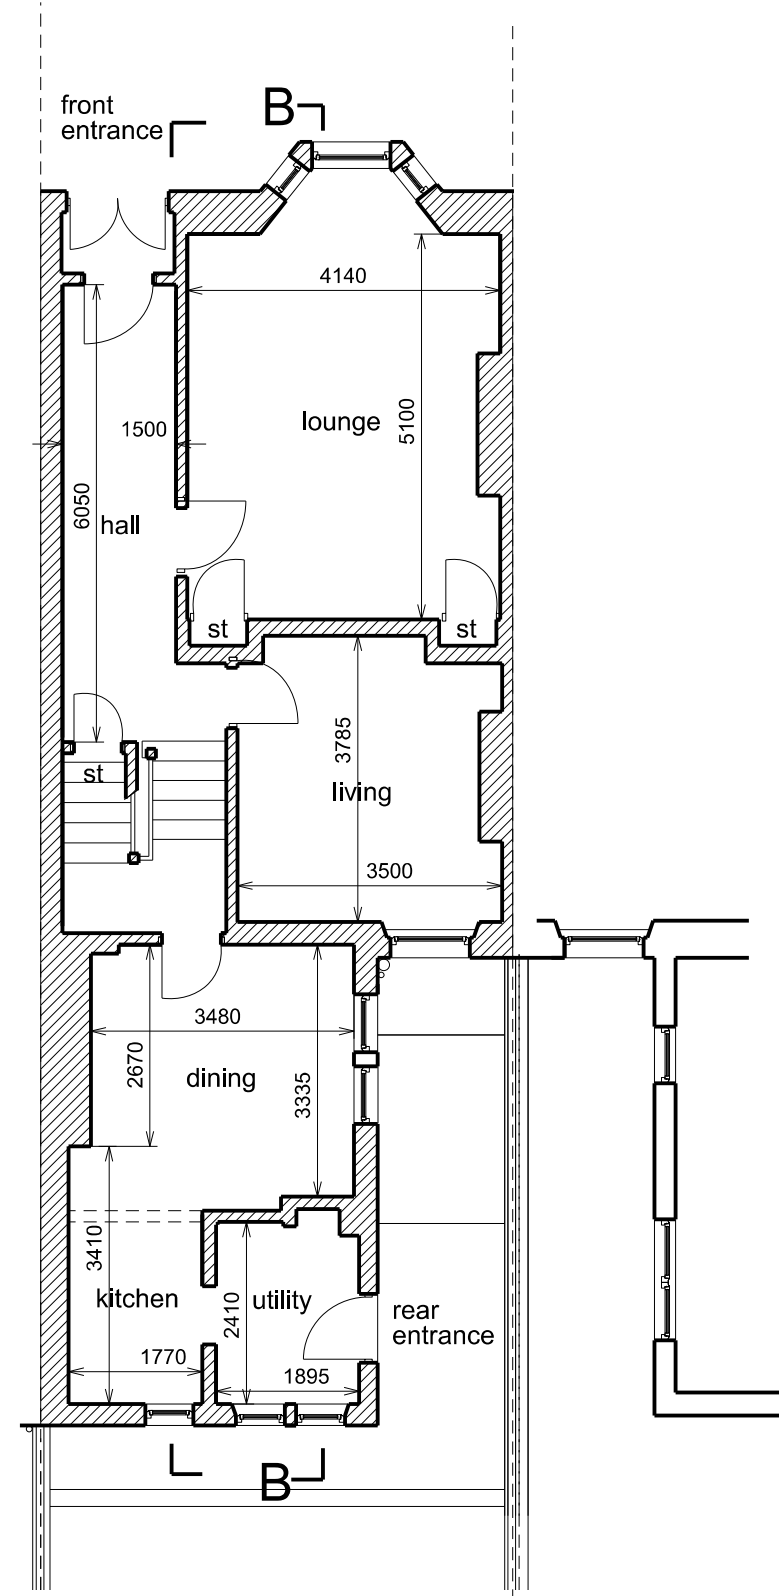 front
entrance
B
4140
lounge
5100
1500
6050
hall
st
st
3785
st
living
3500
3480
2670
dining
3335
3410
kitchen
utility
2410
rear
entrance
1770
1895
B